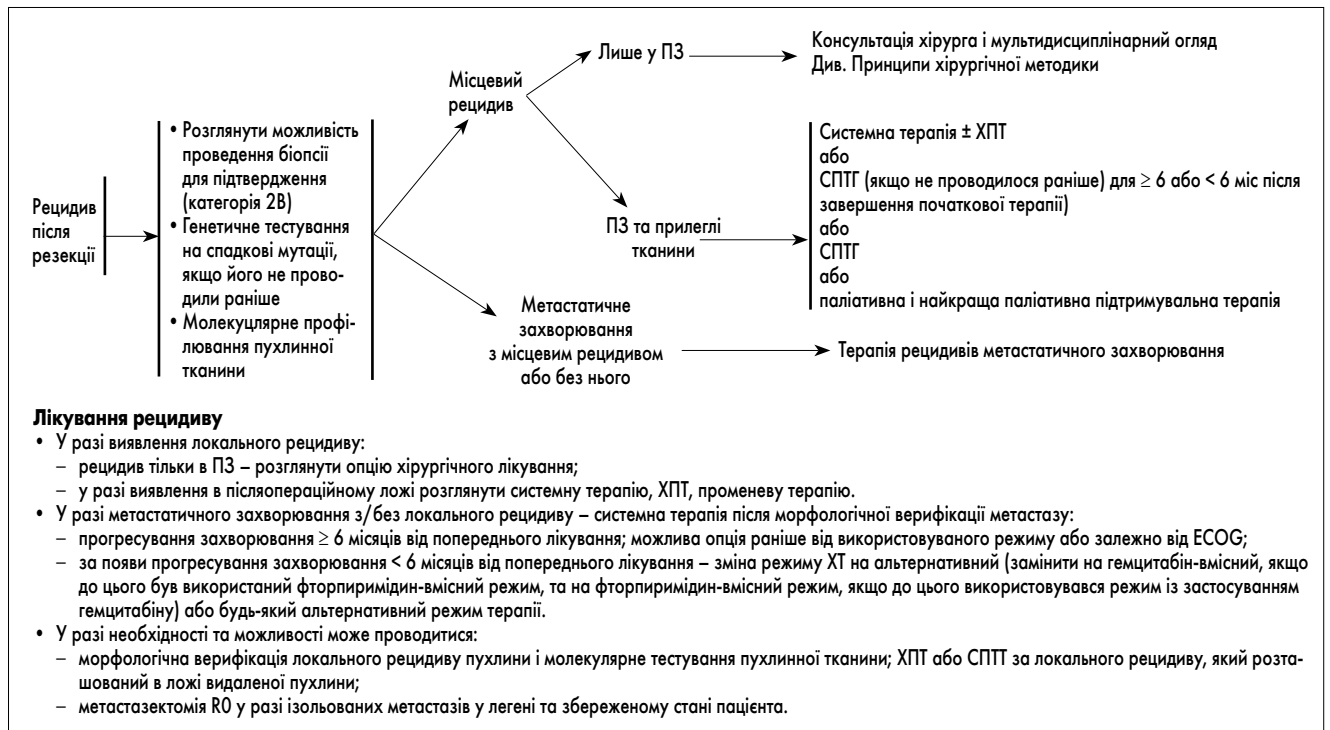 Рецидив
після
резекції
• Розглянути можливість
проведення біопсії
для підтвердження
(категорія 2В)
• Генетичне тестування
на спадкові мутації,
якщо його не прово-
дили раніше
• Молекуцлярне профі-
лювання пухлинної
тканини
Місцевий
рецидив
Лише у ПЗ
Консультація хірурга і мультидисциплінарний огляд
Див. Принципи хірургічної методики
ПЗ та прилеглі
тканини
Системна терапія ± ХПТ
або
СПТГ (якщо не проводилося раніше) для ≥ 6 або < 6 міс після
завершення початкової терапії)
або
СПТГ
або
паліативна і найкраща паліативна підтримувальна терапія
Метастатичне
захворювання
з місцевим рецидивом
або без нього
Терапія рецидивів метастатичного захворювання
Лікування рецидиву
• У разі виявлення локального рецидиву:
– рецидив тільки в ПЗ – розглянути опцію хірургічного лікування;
– у разі виявлення в післяопераційному ложі розглянути системну терапію, ХПТ, променеву терапію.
• У разі метастатичного захворювання з/без локального рецидиву – системна терапія після морфологічної верифікації метастазу:
– прогресування захворювання ≥ 6 місяців від попереднього лікування; можлива опція раніше від використовуваного режиму або залежно від ECOG;
– за появи прогресування захворювання < 6 місяців від попереднього лікування – зміна режиму ХТ на альтернативний (замінити на гемцитабін-вмісний, якщо
до цього був використаний фторпиримідин-вмісний режим, та на фторпиримідин-вмісний режим, якщо до цього використовувався режим із застосуванням
гемцитабіну) або будь-який альтернативний режим терапії.
• У разі необхідності та можливості може проводитися:
– морфологічна верифікація локального рецидиву пухлини і молекулярне тестування пухлинної тканини; ХПТ або СПТТ за локального рецидиву, який розта-
шований в ложі видаленої пухлини;
– метастазектомія R0 у разі ізольованих метастазів у легені та збереженому стані пацієнта.